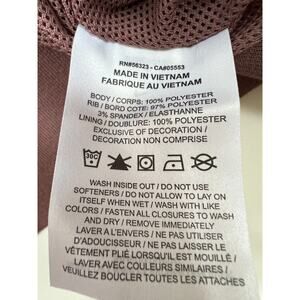 RN#56323 - CA#05553
MADE IN VIETNAM
FABRIQUE AU VIETNAM
BODY / CORPS: 100% POLYESTER
RIB / BORD COTE: 97% POLYESTER
3% SPANDEX / ELASTHANNE
LINING / DOUBLURE: 100% POLYESTER
EXCLUSIVE OF DECORATION /
DECORATION NON COMPRISE
30C
WASH INSIDE OUT / DO NOT USE
SOFTENERS / DO NOT ALLOW TO LAY ON
ITSELF WHEN WET / WASH WITH LIKE
COLORS / FASTEN ALL CLOSURES TO WASH
AND DRY / REMOVE IMMEDIATELY
LAVER À L'ENVERS / NE PAS UTILISER
D'ADOUCISSEUR / NE PAS LAISSER LE
VÊTEMENT PLIÉ LORSQU'IL EST MOUILLÉ /
LAVER AVEC COULEURS SIMILAIRES /
VEUILLEZ BOUCLER TOUTES LES ATTACHES